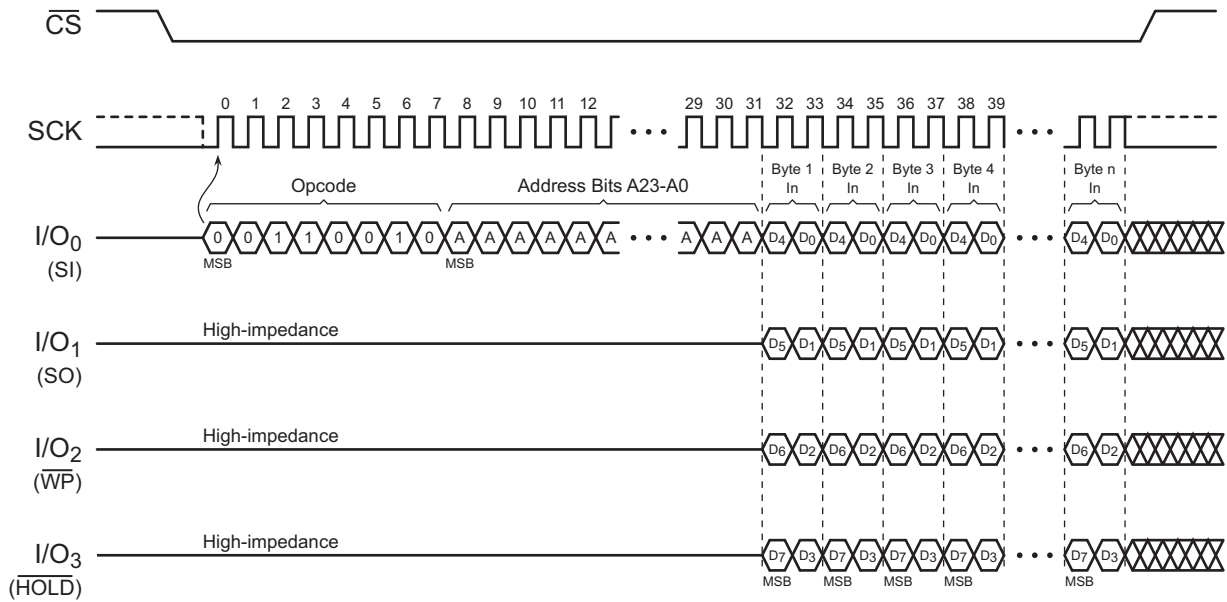 CS
0 1 2 3 4 5 6 7 8 9 10 11 12 29 30 31 32 33 34 35 36 37 38 39
SCK
Opcode Address Bits A23-A0 Byte 1 In Byte 2 In Byte 3 In Byte 4 In Byte n In
I/O0 (SI) 0 0 1 1 0 0 1 0 A A A A A A A A A D4 D0 D4 D0 D4 D0 D4 D0 D4 D0
MSB MSB
High-impedance
I/O1 (SO) D5 D1 D5 D1 D5 D1 D5 D1 D5 D1
High-impedance
I/O2 (WP) D6 D2 D6 D2 D6 D2 D6 D2 D6 D2
High-impedance
I/O3 (HOLD) D7 D3 D7 D3 D7 D3 D7 D3 D7 D3
MSB MSB MSB MSB MSB